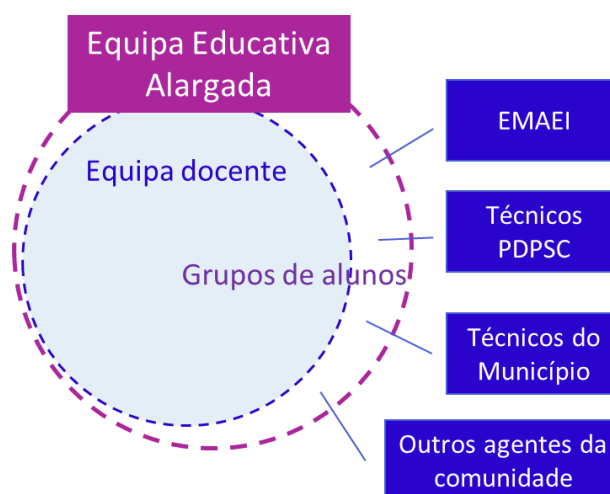 Equipa Educativa
Alargada
Equipa docente
Grupos de alunos
EMAEI
Técnicos
PDPSC
Técnicos do
Município
Outros agentes da
comunidade